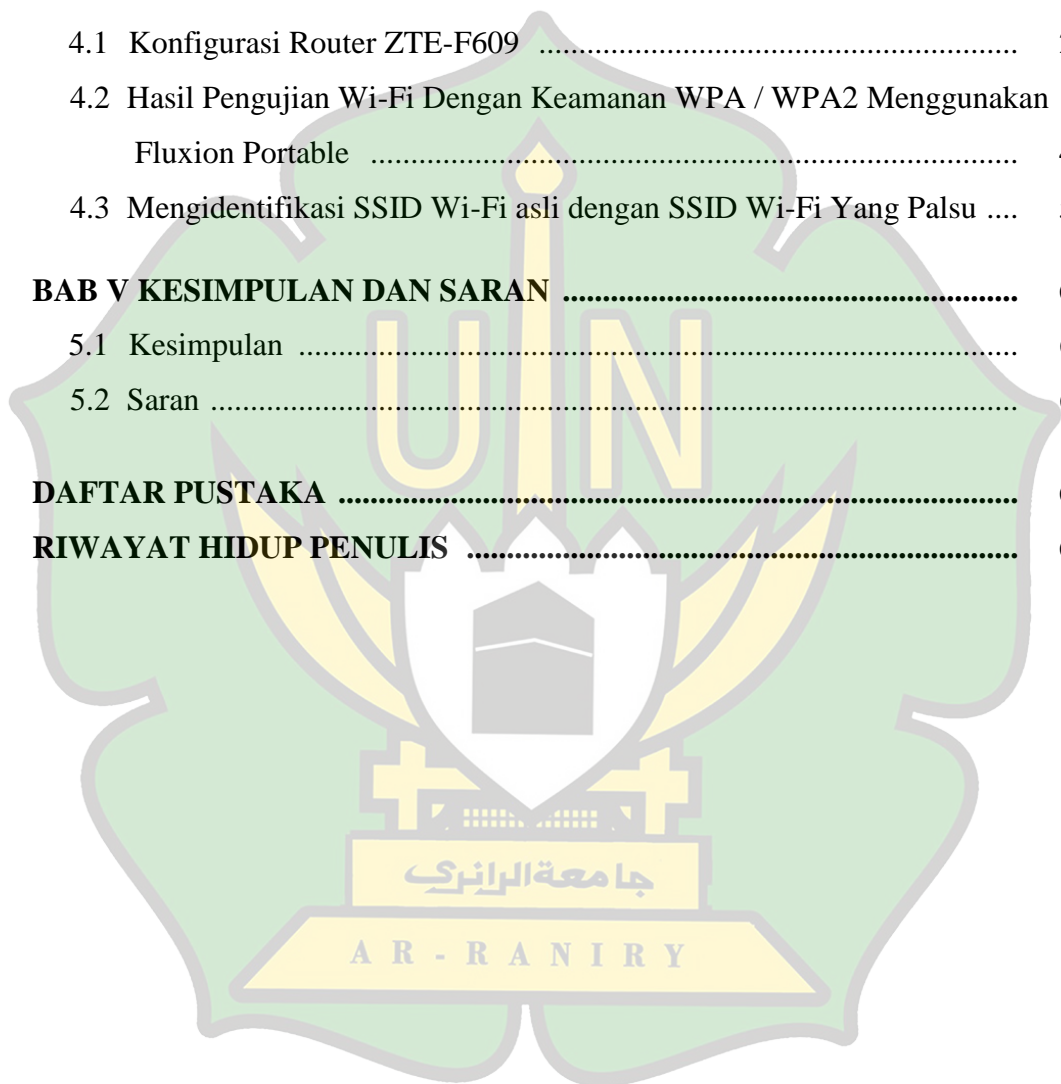 4.1 Konfigurasi Router ZTE-F609 ..................................................................
4.2 Hasil Pengujian Wi-Fi Dengan Keamanan WPA / WPA2 Menggunakan
Fluxion Portable .........................................................................................
4.3 Mengidentifikasi SSID Wi-Fi asli dengan SSID Wi-Fi Yang Palsu ....
BAB V KESIMPULAN DAN SARAN ..................................................
5.1 Kesimpulan ...................................................................................................
5.2 Saran ...............................................................................................................
DAFTAR PUSTAKA ...........................................................................
RIWAYAT HIDUP PENULIS .............................................................
UIN
جامعةالرانري
AR-RANIRY